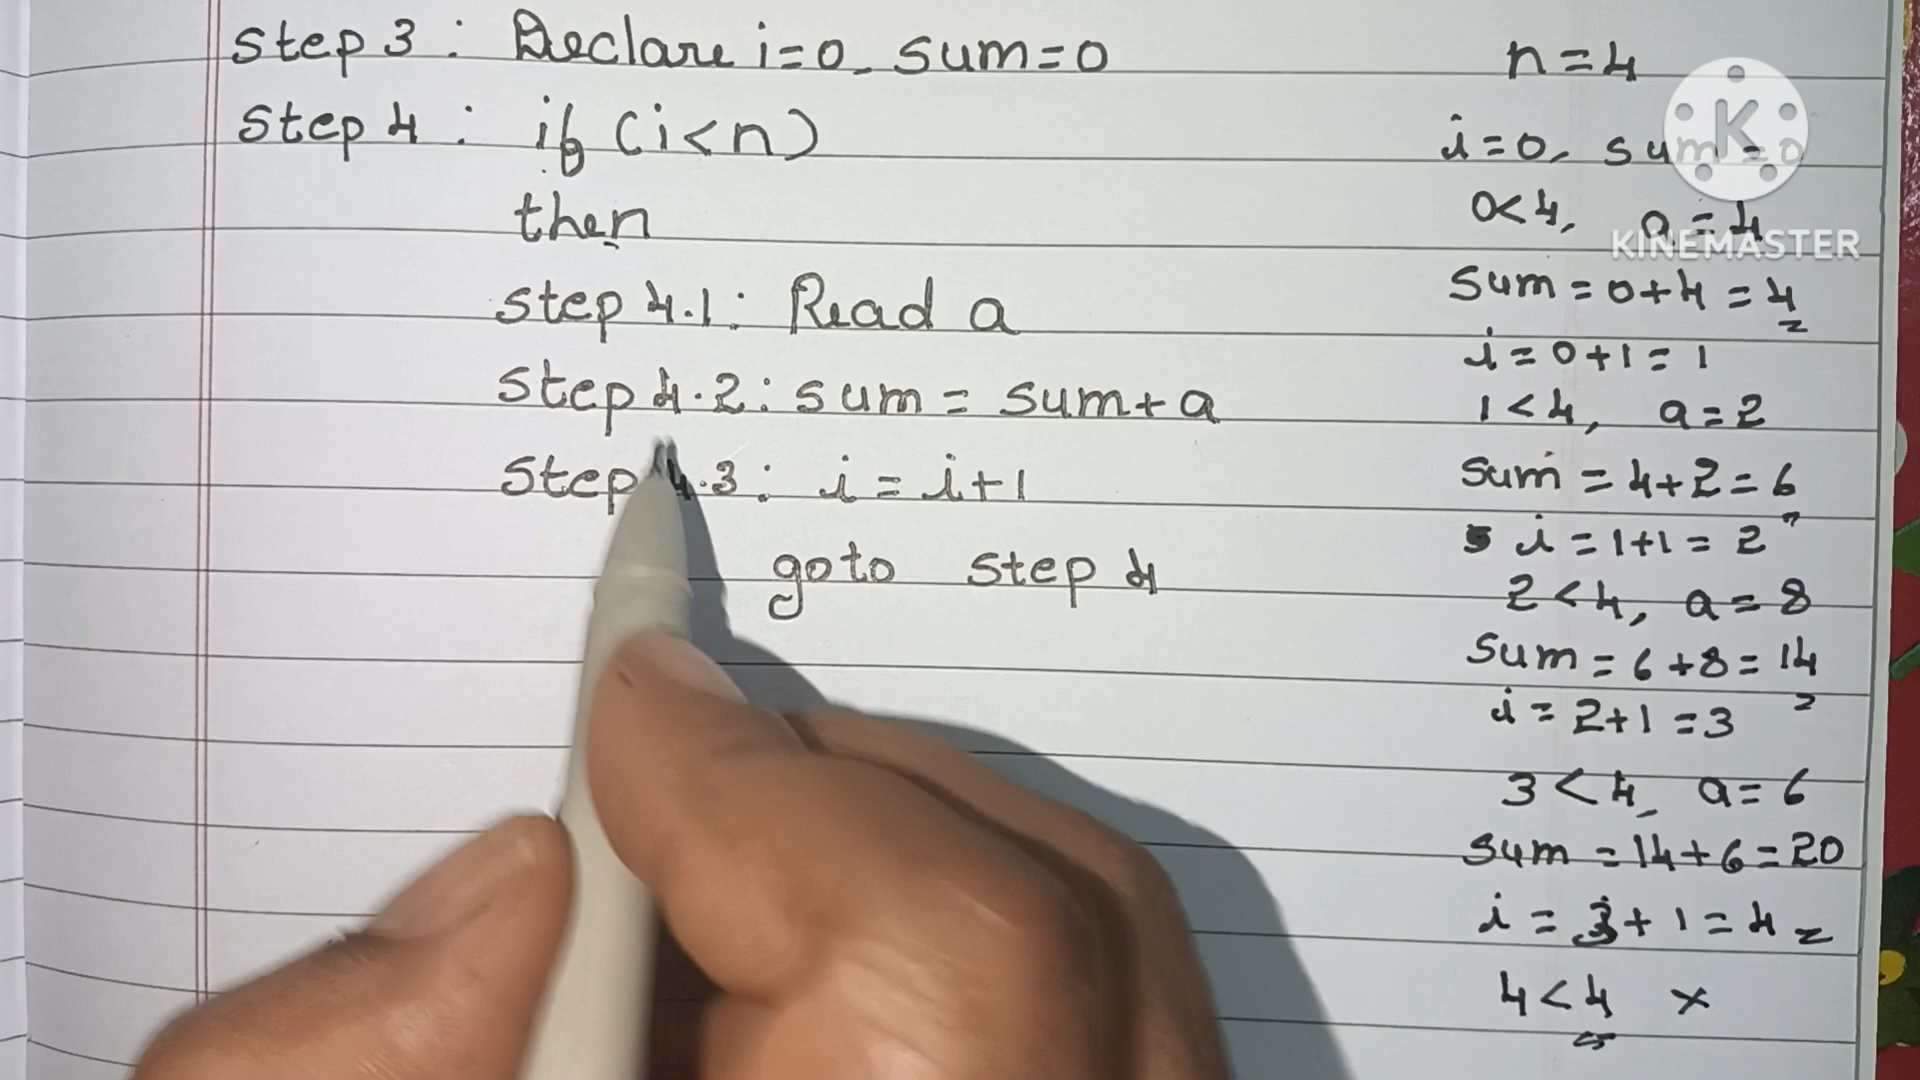 Step 3 : Declare i=0, sum=0
Step 4 : if (i<n)
then
Step 4.1 : Read a
Step 4.2 : sum = sum+a
Step 4.3 : i = i+1
goto step 4
n=4
i=0, sum=0
0<4, a=4
Sum=0+4=4
i=0+1=1
1<4, a=2
Sum=4+2=6
i=1+1=2
2<4, a=8
Sum=6+8=14
i=2+1=3
3<4, a=6
Sum=14+6=20
i=3+1=4
4<4 ×
K
KINEMASTER